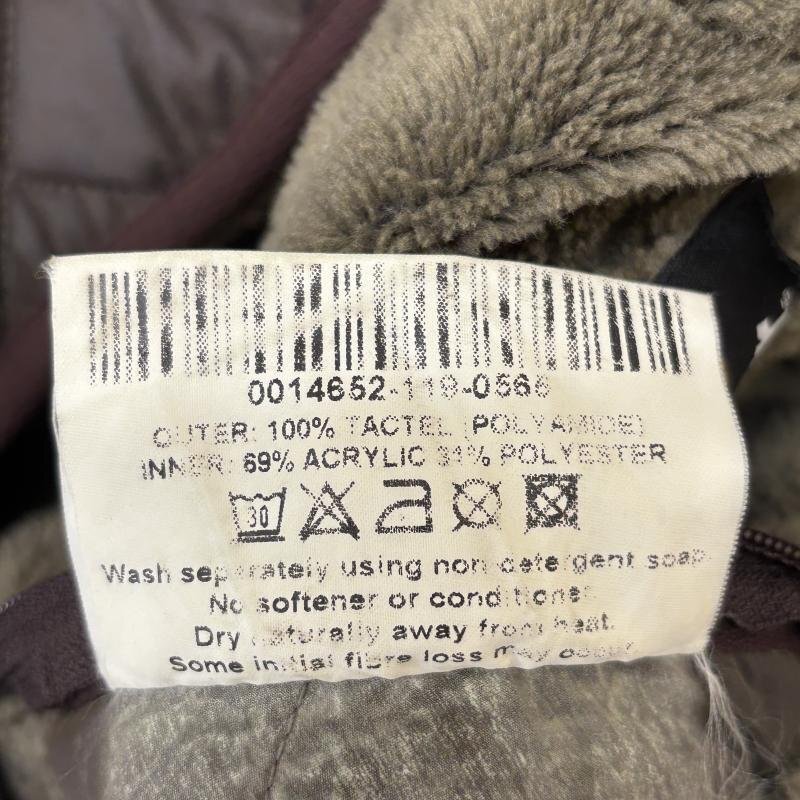 0014652-119-0565
OUTER: 100% TACTEL (POLYAMIDE)
INNER: 69% ACRYLIC 31% POLYESTER
30
Wash separately using non detergent soap
No softener or conditioner
Dry naturally away from heat.
Some initial fibre loss may occur